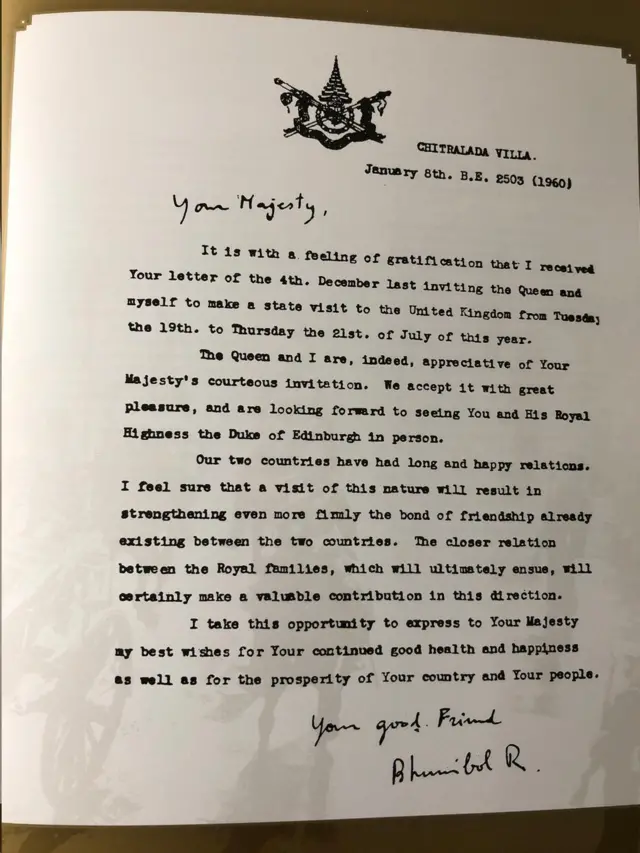 CHITRALADA VILLA.
January 8th. B.E. 2503 (1960)
Your Majesty,
It is with a feeling of gratification that I received
Your letter of the 4th. December last inviting the Queen and
myself to make a state visit to the United Kingdom from Tuesday
the 19th. to Thursday the 21st. of July of this year.
The Queen and I are, indeed, appreciative of Your
Majesty's courteous invitation. We accept it with great
pleasure, and are looking forward to seeing You and His Royal
Highness the Duke of Edinburgh in person.
Our two countries have had long and happy relations.
I feel sure that a visit of this nature will result in
strengthening even more firmly the bond of friendship already
existing between the two countries. The closer relation
between the Royal families, which will ultimately ensue, will
certainly make a valuable contribution in this direction.
I take this opportunity to express to Your Majesty
my best wishes for Your continued good health and happiness
as well as for the prosperity of Your country and Your people.
Your good Friend
Bhumibol R.